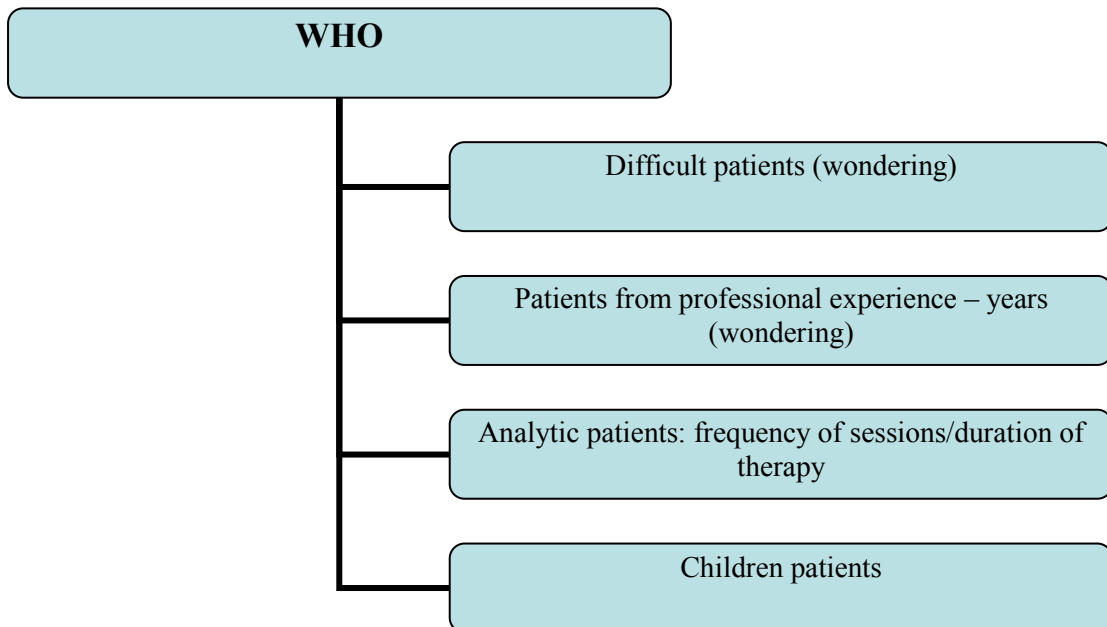 WHO
Difficult patients (wondering)
Patients from professional experience – years
(wondering)
Analytic patients: frequency of sessions/duration of
therapy
Children patients